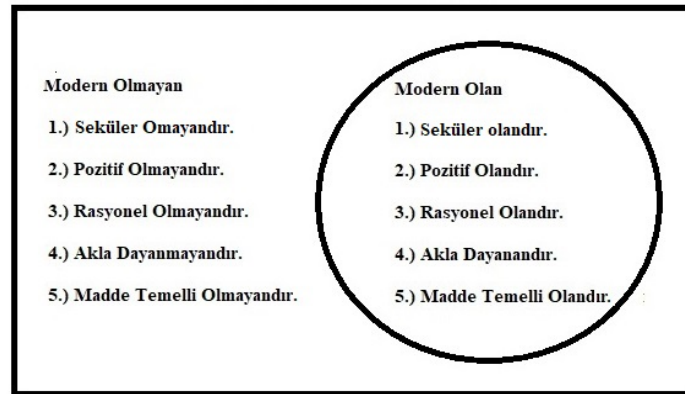 Modern Olmayan
1.) Seküler Omayandır.
2.) Pozitif Olmayandır.
3.) Rasyonel Olmayandır.
4.) Akla Dayanmayandır.
5.) Madde Temelli Olmayandır.
Modern Olan
1.) Seküler olandır.
2.) Pozitif Olandır.
3.) Rasyonel Olandır.
4.) Akla Dayanandır.
5.) Madde Temelli Olandır.